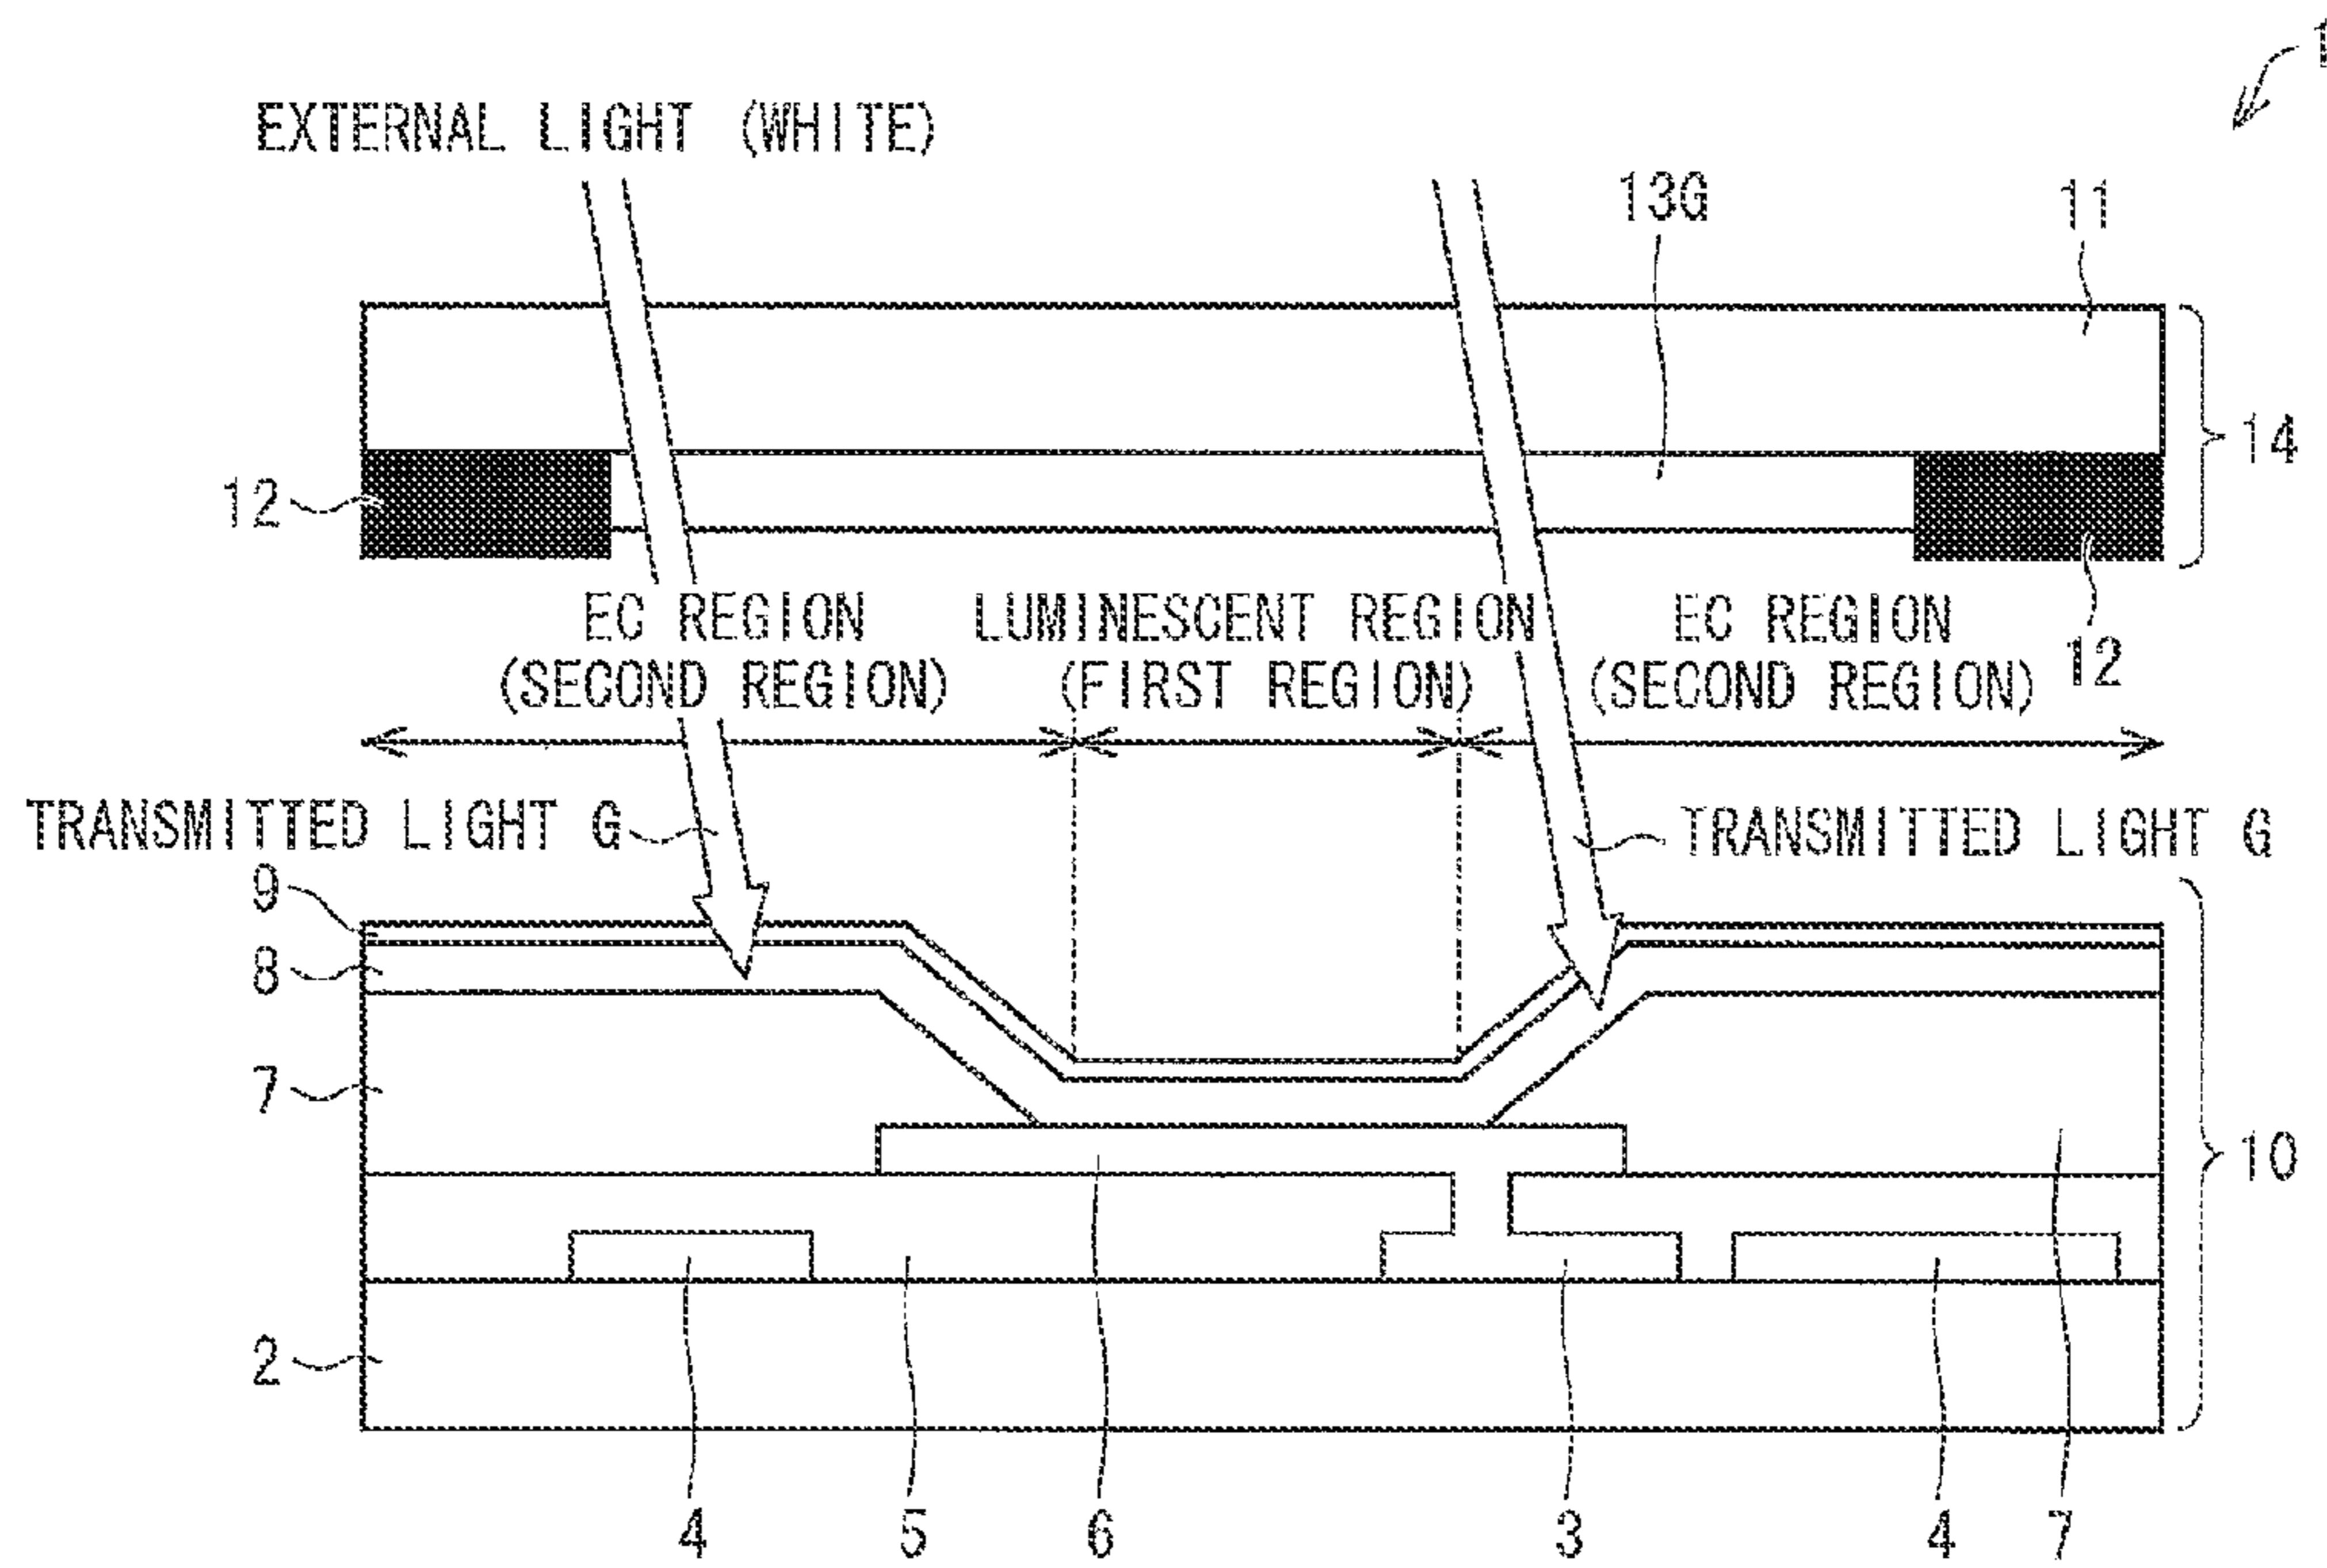 1
EXTERNAL LIGHT (WHITE)
13G
11
14
12
EC REGION
(SECOND REGION)
LUMINESCENT REGION
(FIRST REGION)
EC REGION
(SECOND REGION)
12
TRANSMITTED LIGHT G
TRANSMITTED LIGHT G
9
8
7
10
2
4
5
6
3
4
7